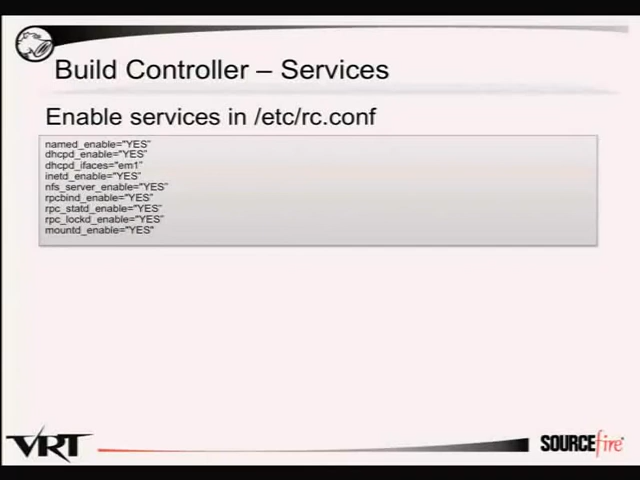 Build Controller – Services
Enable services in /etc/rc.conf
named_enable="YES"
dhcpd_enable="YES"
dhcpd_ifaces="em1"
inetd_enable="YES"
nfs_server_enable="YES"
rpcbind_enable="YES"
rpc_statd_enable="YES"
rpc_lockd_enable="YES"
mountd_enable="YES"
VRT
SOURCEfire